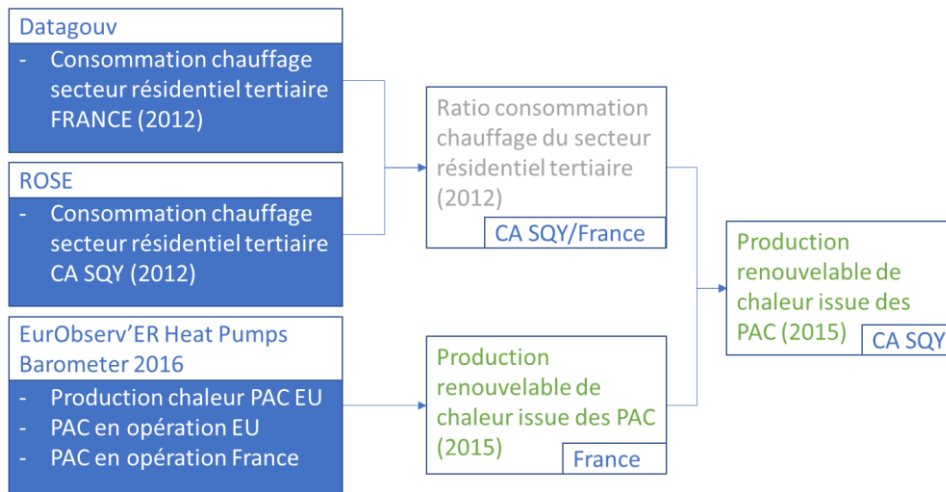 Datagouv
- Consommation chauffage
secteur résidentiel tertiaire
FRANCE (2012)
ROSE
- Consommation chauffage
secteur résidentiel tertiaire
CA SQY (2012)
EurObserv’ER Heat Pumps
Barometer 2016
- Production chaleur PAC EU
- PAC en opération EU
- PAC en opération France
Ratio consommation
chauffage du secteur
résidentiel tertiaire
(2012)
CA SQY/France
Production
renouvelable de
chaleur issue des PAC
(2015)
France
Production
renouvelable de
chaleur issue des
PAC (2015)
CA SQY